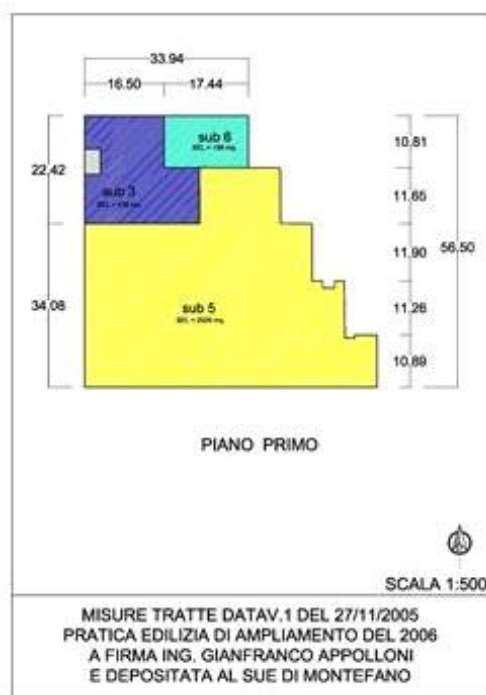 33.94
16.50 17.44
sub 6
10.81
22.42
sub 3
11.65
11.90
56.50
34.08
sub 5
11.26
10.89
PIANO PRIMO
SCALA 1:500
MISURE TRATTE DATAV.1 DEL 27/11/2005
PRATICA EDILIZIA DI AMPLIAMENTO DEL 2006
A FIRMA ING. GIANFRANCO APPOLLONI
E DEPOSITATA AL SUE DI MONTEFANO